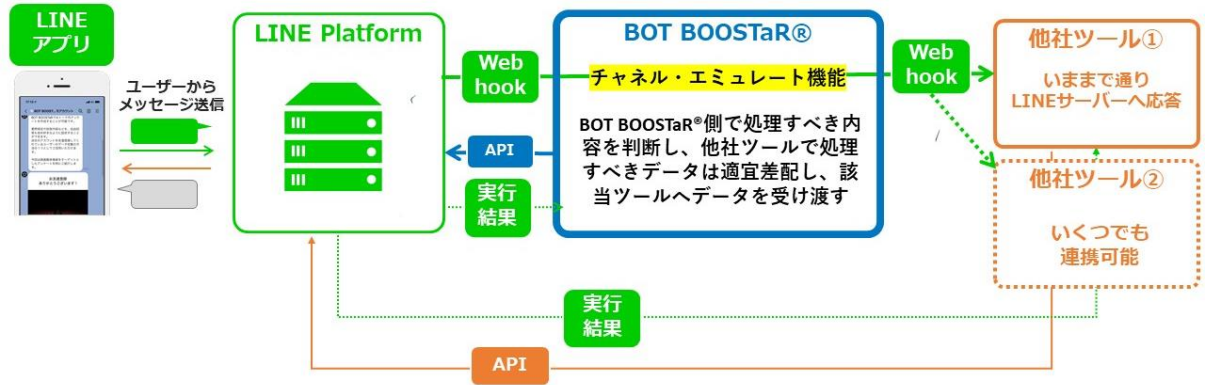 LINE
アプリ
ユーザーから
メッセージ送信
LINE Platform
Web
hook
API
実行
結果
BOT BOOSTaR®
チャネル・エミュレート機能
BOT BOOSTaR®側で処理すべき内
容を判断し、他社ツールで処理
すべきデータは適宜差配し、該
当ツールへデータを受け渡す
Web
hook
他社ツール①
いままで通り
LINEサーバーへ応答
他社ツール②
いくつでも
連携可能
実行
結果
API